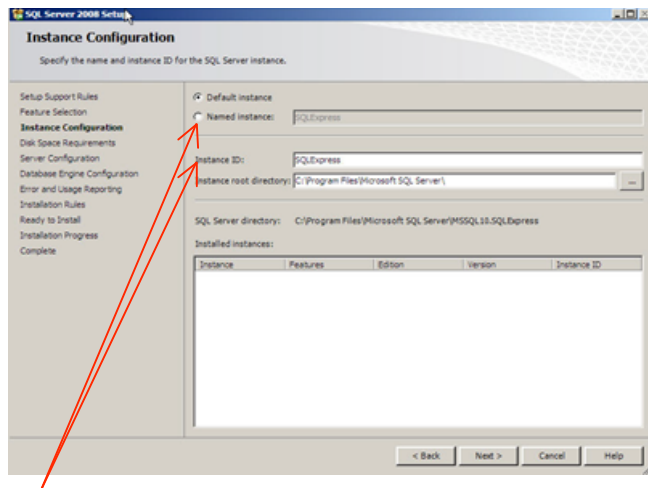 SQL Server 2008 Setup
Instance Configuration
Specify the name and instance ID for the SQL Server instance.
Setup Support Rules
Feature Selection
Instance Configuration
Disk Space Requirements
Server Configuration
Database Engine Configuration
Error and Usage Reporting
Installation Rules
Ready to Install
Installation Progress
Complete
Default instance
Named instance: SQLExpress
Instance ID: SQLExpress
Instance root directory: C:\Program Files\Microsoft SQL Server\ ...
SQL Server directory: C:\Program Files\Microsoft SQL Server\MSSQL10.SQLExpress
Installed instances:
Instance Features Edition Version Instance ID
< Back Next > Cancel Help